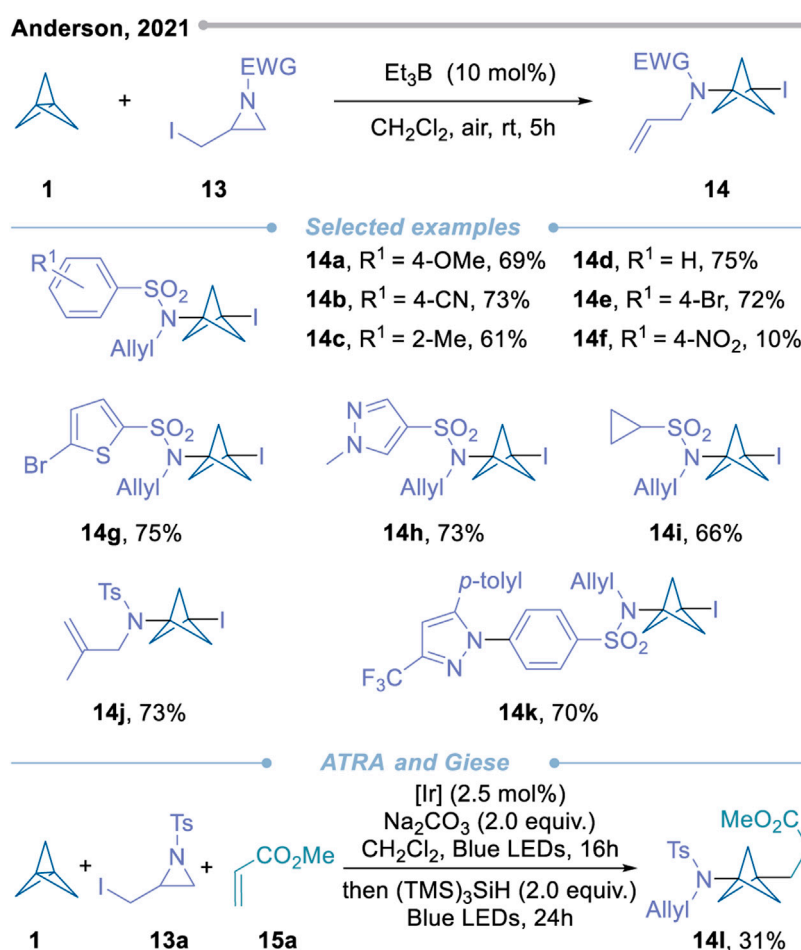 Anderson, 2021
EWG
N
I
1
+
13
Et₃B (10 mol%)
CH₂Cl₂, air, rt, 5h
EWG
N
I
14
Selected examples
R¹
SO₂
N
Allyl
I
14a, R¹ = 4-OMe, 69%
14b, R¹ = 4-CN, 73%
14c, R¹ = 2-Me, 61%
14d, R¹ = H, 75%
14e, R¹ = 4-Br, 72%
14f, R¹ = 4-NO₂, 10%
Br
S
SO₂
N
Allyl
I
14g, 75%
N
N
SO₂
N
Allyl
I
14h, 73%
SO₂
N
Allyl
I
14i, 66%
Ts
N
I
14j, 73%
p-tolyl
F₃C
N
N
Allyl
N
SO₂
I
14k, 70%
ATRA and Giese
1
+
Ts
N
I
13a
+
CO₂Me
15a
[Ir] (2.5 mol%)
Na₂CO₃ (2.0 equiv.)
CH₂Cl₂, Blue LEDs, 16h
then (TMS)₃SiH (2.0 equiv.)
Blue LEDs, 24h
MeO₂C
Ts
N
Allyl
14l, 31%